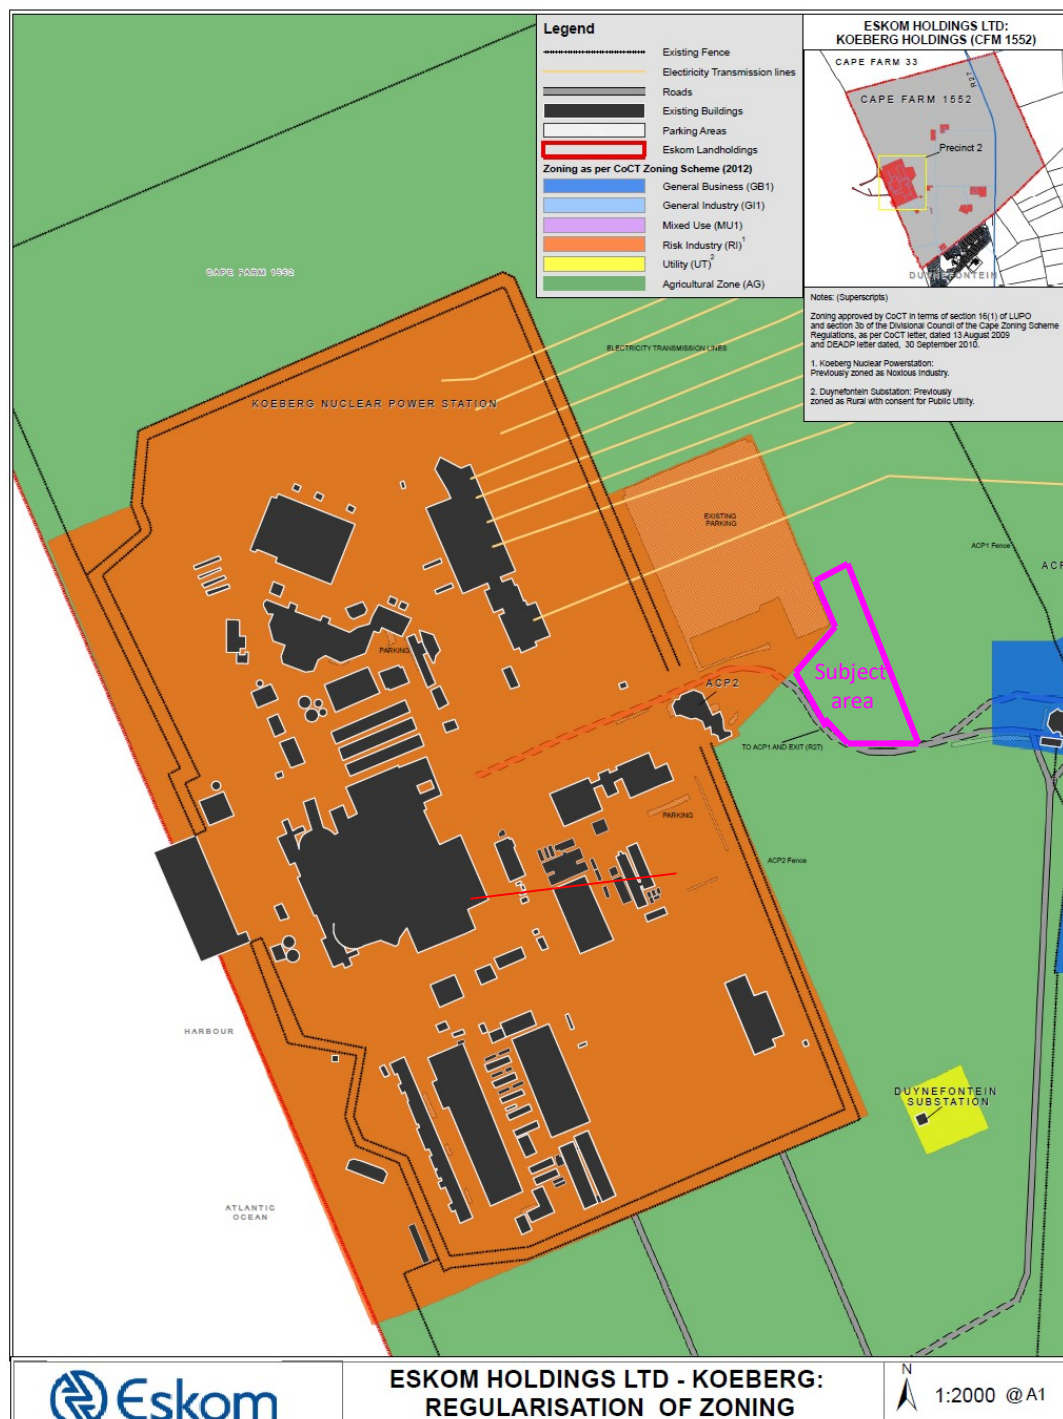 Legend
Existing Fence
Electricity Transmission lines
Roads
Existing Buildings
Parking Areas
Eskom Landholdings
Zoning as per CoCT Zoning Scheme (2012)
General Business (GB1)
General Industry (GI1)
Mixed Use (MU1)
Risk Industry (RI)1
Utility (UT)2
Agricultural Zone (AG)
ESKOM HOLDINGS LTD:
KOEBERG HOLDINGS (CFM 1552)
CAPE FARM 33
R27
CAPE FARM 1552
Precinct 2
DUYNEFONTEIN
Notes: (Superscripts)
Zoning approved by CoCT in terms of section 16(1) of LUPO
and section 3b of the Divisional Council of the Cape Zoning Scheme
Regulations, as per CoCT letter, dated 13 August 2009
and DEADP letter dated, 30 September 2010.
1. Koeberg Nuclear Powerstation:
Previously zoned as Noxious Industry.
2. Duynefontein Substation: Previously
zoned as Rural with consent for Public Utility.
CAPE FARM 1552
ELECTRICITY TRANSMISSION LINES
KOEBERG NUCLEAR POWER STATION
EXISTING
PARKING
ACP1 Fence
ACP
PARKING
Subject
area
ACP2
TO ACP1 AND EXIT (R27)
PARKING
ACP2 Fence
HARBOUR
DUYNEFONTEIN
SUBSTATION
ATLANTIC
OCEAN
Eskom
ESKOM HOLDINGS LTD - KOEBERG:
REGULARISATION OF ZONING
N
1:2000 @ A1